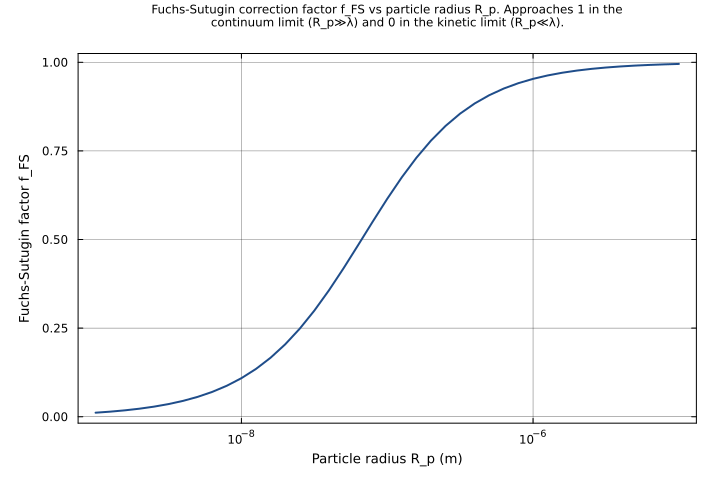 Fuchs-Sutugin correction factor f_FS vs particle radius R_p. Approaches 1 in the
continuum limit (R_p≫λ) and 0 in the kinetic limit (R_p≪λ).
1.00
0.75
0.50
0.25
0.00
Fuchs-Sutugin factor f_FS
10⁻⁸
10⁻⁶
Particle radius R_p (m)